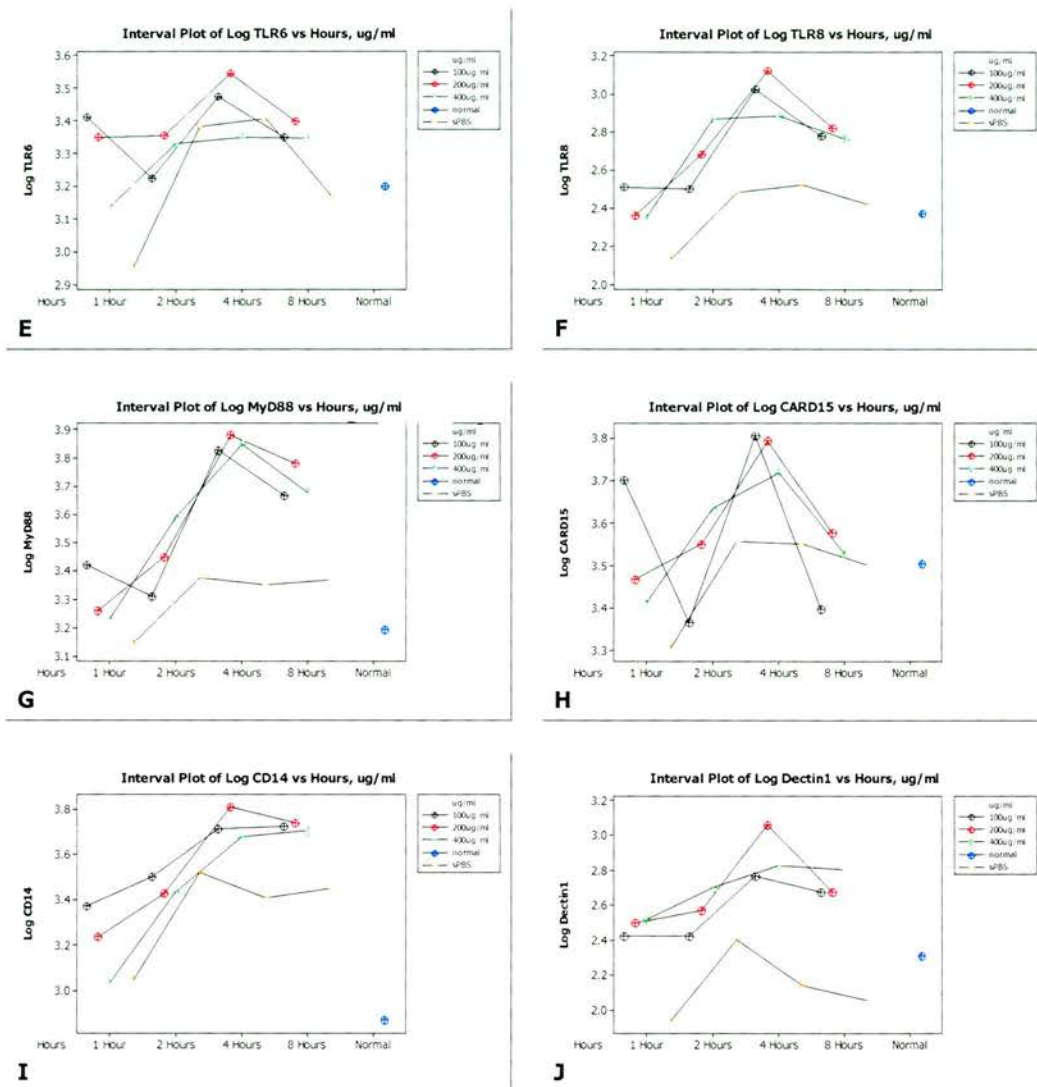 Interval Plot of Log TLR6 vs Hours, ug/ml
Log TLR6
3.6
3.5
3.4
3.3
3.2
3.1
3.0
2.9
Hours 1 Hour 2 Hours 4 Hours 8 Hours Normal
ug/ml
100ug/ml
200ug/ml
400ug/ml
normal
sPBS
E
Interval Plot of Log TLR8 vs Hours, ug/ml
Log TLR8
3.2
3.0
2.8
2.6
2.4
2.2
2.0
Hours 1 Hour 2 Hours 4 Hours 8 Hours Normal
ug/ml
100ug/ml
200ug/ml
400ug/ml
normal
sPBS
F
Interval Plot of Log MyD88 vs Hours, ug/ml
Log MyD88
3.9
3.8
3.7
3.6
3.5
3.4
3.3
3.2
3.1
Hours 1 Hour 2 Hours 4 Hours 8 Hours Normal
ug/ml
100ug/ml
200ug/ml
400ug/ml
normal
sPBS
G
Interval Plot of Log CARD15 vs Hours, ug/ml
Log CARD15
3.8
3.7
3.6
3.5
3.4
3.3
Hours 1 Hour 2 Hours 4 Hours 8 Hours Normal
ug/ml
100ug/ml
200ug/ml
400ug/ml
normal
sPBS
H
Interval Plot of Log CD14 vs Hours, ug/ml
Log CD14
3.8
3.6
3.4
3.2
3.0
Hours 1 Hour 2 Hours 4 Hours 8 Hours Normal
ug/ml
100ug/ml
200ug/ml
400ug/ml
normal
sPBS
I
Interval Plot of Log Dectin1 vs Hours, ug/ml
Log Dectin1
3.2
3.0
2.8
2.6
2.4
2.2
2.0
Hours 1 Hour 2 Hours 4 Hours 8 Hours Normal
ug/ml
100ug/ml
200ug/ml
400ug/ml
normal
sPBS
J